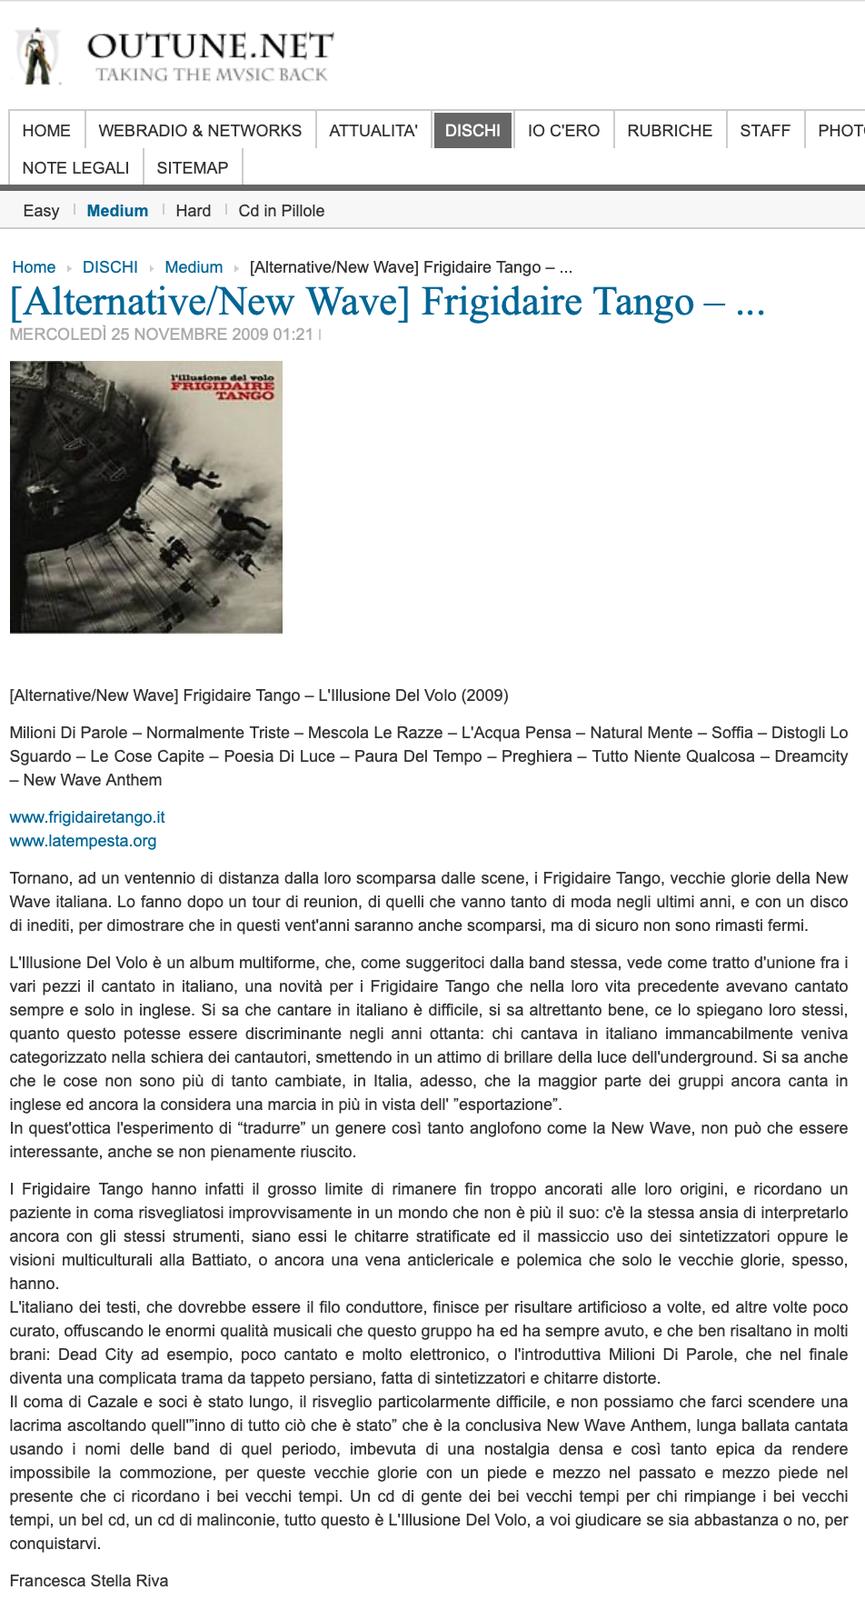 OUTUNE.NET
TAKING THE MVSIC BACK
HOME
WEBRADIO & NETWORKS
ATTUALITA'
DISCHI
IO C'ERO
RUBRICHE
STAFF
PHOT
NOTE LEGALI
SITEMAP
Easy
Medium
Hard
Cd in Pillole
Home DISCHI Medium [Alternative/New Wave] Frigidaire Tango – ...
[Alternative/New Wave] Frigidaire Tango – ...
MERCOLEDÌ 25 NOVEMBRE 2009 01:21
l'illusione del volo
FRIGIDAIRE
TANGO
[Alternative/New Wave] Frigidaire Tango – L'Illusione Del Volo (2009)
Milioni Di Parole – Normalmente Triste – Mescola Le Razze – L'Acqua Pensa – Natural Mente – Soffia – Distogli Lo
Sguardo – Le Cose Capite – Poesia Di Luce – Paura Del Tempo – Preghiera – Tutto Niente Qualcosa – Dreamcity
– New Wave Anthem
www.frigidairetango.it
www.latempesta.org
Tornano, ad un ventennio di distanza dalla loro scomparsa dalle scene, i Frigidaire Tango, vecchie glorie della New
Wave italiana. Lo fanno dopo un tour di reunion, di quelli che vanno tanto di moda negli ultimi anni, e con un disco
di inediti, per dimostrare che in questi vent'anni saranno anche scomparsi, ma di sicuro non sono rimasti fermi.
L'Illusione Del Volo è un album multiforme, che, come suggeritoci dalla band stessa, vede come tratto d'unione fra i
vari pezzi il cantato in italiano, una novità per i Frigidaire Tango che nella loro vita precedente avevano cantato
sempre e solo in inglese. Si sa che cantare in italiano è difficile, si sa altrettanto bene, ce lo spiegano loro stessi,
quanto questo potesse essere discriminante negli anni ottanta: chi cantava in italiano immancabilmente veniva
categorizzato nella schiera dei cantautori, smettendo in un attimo di brillare della luce dell'underground. Si sa anche
che le cose non sono più di tanto cambiate, in Italia, adesso, che la maggior parte dei gruppi ancora canta in
inglese ed ancora la considera una marcia in più in vista dell' ”esportazione”.
In quest'ottica l'esperimento di “tradurre” un genere così tanto anglofono come la New Wave, non può che essere
interessante, anche se non pienamente riuscito.
I Frigidaire Tango hanno infatti il grosso limite di rimanere fin troppo ancorati alle loro origini, e ricordano un
paziente in coma risvegliatosi improvvisamente in un mondo che non è più il suo: c'è la stessa ansia di interpretarlo
ancora con gli stessi strumenti, siano essi le chitarre stratificate ed il massiccio uso dei sintetizzatori oppure le
visioni multiculturali alla Battiato, o ancora una vena anticlericale e polemica che solo le vecchie glorie, spesso,
hanno.
L'italiano dei testi, che dovrebbe essere il filo conduttore, finisce per risultare artificioso a volte, ed altre volte poco
curato, offuscando le enormi qualità musicali che questo gruppo ha ed ha sempre avuto, e che ben risaltano in molti
brani: Dead City ad esempio, poco cantato e molto elettronico, o l'introduttiva Milioni Di Parole, che nel finale
diventa una complicata trama da tappeto persiano, fatta di sintetizzatori e chitarre distorte.
Il coma di Cazale e soci è stato lungo, il risveglio particolarmente difficile, e non possiamo che farci scendere una
lacrima ascoltando quell'”inno di tutto ciò che è stato” che è la conclusiva New Wave Anthem, lunga ballata cantata
usando i nomi delle band di quel periodo, imbevuta di una nostalgia densa e così tanto epica da rendere
impossibile la commozione, per queste vecchie glorie con un piede e mezzo nel passato e mezzo piede nel
presente che ci ricordano i bei vecchi tempi. Un cd di gente dei bei vecchi tempi per chi rimpiange i bei vecchi
tempi, un bel cd, un cd di malinconie, tutto questo è L'Illusione Del Volo, a voi giudicare se sia abbastanza o no, per
conquistarvi.
Francesca Stella Riva